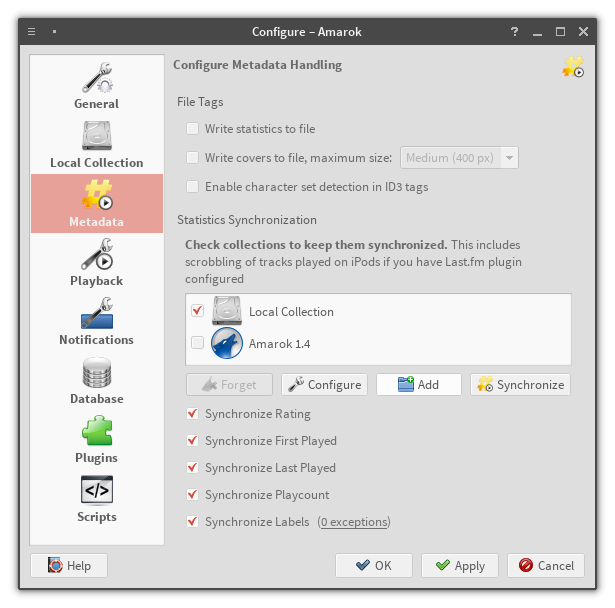 Configure – Amarok
?
Configure Metadata Handling
General
Local Collection
Metadata
Playback
Notifications
Database
Plugins
Scripts
File Tags
Write statistics to file
Write covers to file, maximum size: Medium (400 px)
Enable character set detection in ID3 tags
Statistics Synchronization
Check collections to keep them synchronized. This includes
scrobbling of tracks played on iPods if you have Last.fm plugin
configured
Local Collection
Amarok 1.4
Forget Configure Add Synchronize
Synchronize Rating
Synchronize First Played
Synchronize Last Played
Synchronize Playcount
Synchronize Labels (0 exceptions)
Help OK Apply Cancel